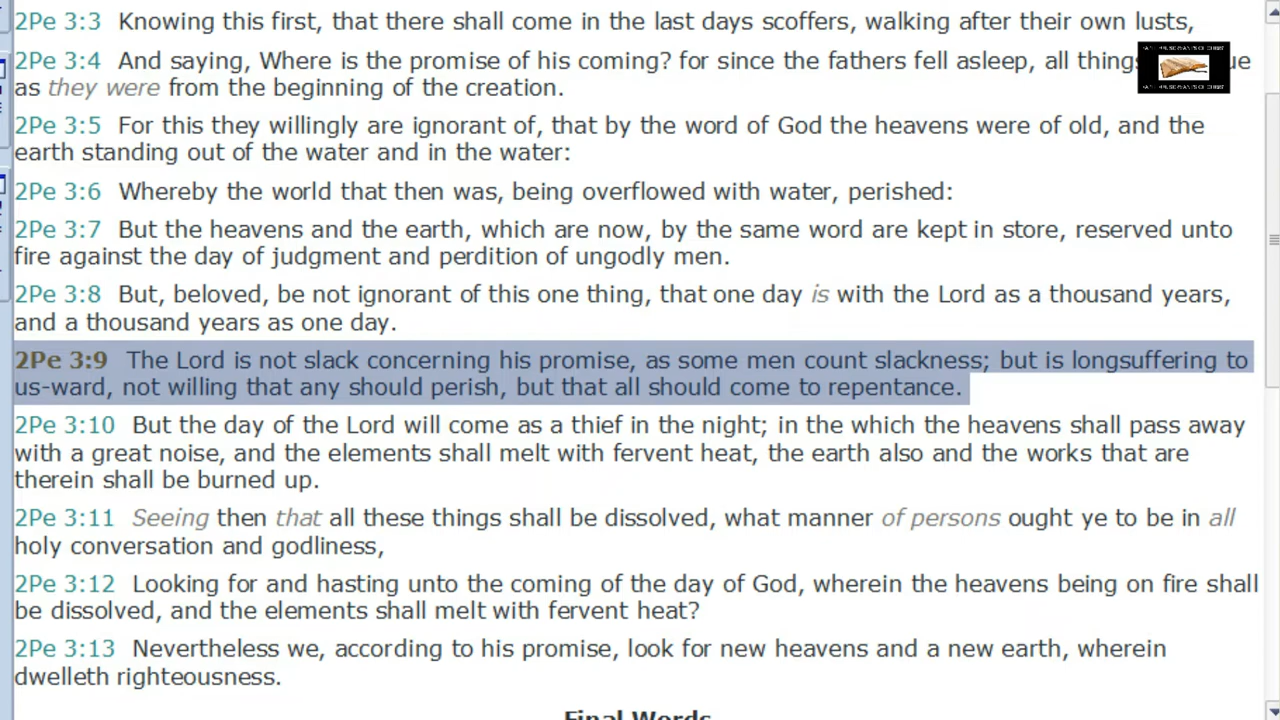 2Pe 3:3 Knowing this first, that there shall come in the last days scoffers, walking after their own lusts,
2Pe 3:4 And saying, Where is the promise of his coming? for since the fathers fell asleep, all things ue
as they were from the beginning of the creation.
2Pe 3:5 For this they willingly are ignorant of, that by the word of God the heavens were of old, and the
earth standing out of the water and in the water:
2Pe 3:6 Whereby the world that then was, being overflowed with water, perished:
2Pe 3:7 But the heavens and the earth, which are now, by the same word are kept in store, reserved unto
fire against the day of judgment and perdition of ungodly men.
2Pe 3:8 But, beloved, be not ignorant of this one thing, that one day is with the Lord as a thousand years,
and a thousand years as one day.
2Pe 3:9 The Lord is not slack concerning his promise, as some men count slackness; but is longsuffering to
us-ward, not willing that any should perish, but that all should come to repentance.
2Pe 3:10 But the day of the Lord will come as a thief in the night; in the which the heavens shall pass away
with a great noise, and the elements shall melt with fervent heat, the earth also and the works that are
therein shall be burned up.
2Pe 3:11 Seeing then that all these things shall be dissolved, what manner of persons ought ye to be in all
holy conversation and godliness,
2Pe 3:12 Looking for and hasting unto the coming of the day of God, wherein the heavens being on fire shall
be dissolved, and the elements shall melt with fervent heat?
2Pe 3:13 Nevertheless we, according to his promise, look for new heavens and a new earth, wherein
dwelleth righteousness.
Final Words